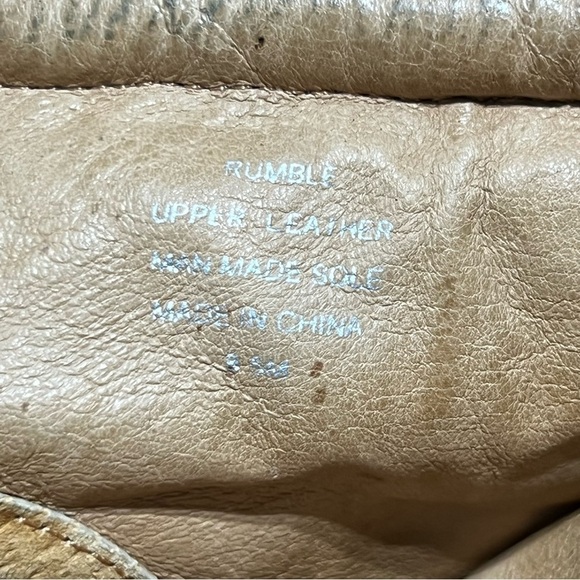 RUMBLE
UPPER LEATHER
MAN MADE SOLE
MADE IN CHINA